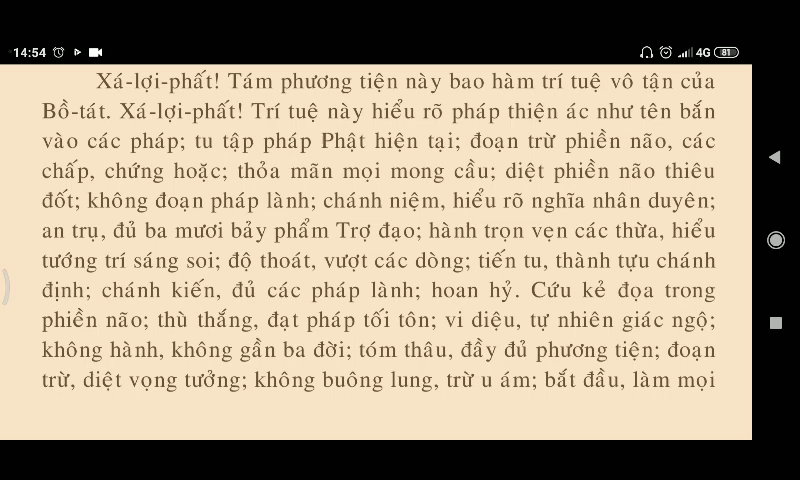 14:54
4G 81
Xá-lợi-phất! Tám phương tiện này bao hàm trí tuệ vô tận của
Bồ-tát. Xá-lợi-phất! Trí tuệ này hiểu rõ pháp thiện ác như tên bắn
vào các pháp; tu tập pháp Phật hiện tại; đoạn trừ phiền não, các
chấp, chứng hoặc; thỏa mãn mọi mong cầu; diệt phiền não thiêu
đốt; không đoạn pháp lành; chánh niệm, hiểu rõ nghĩa nhân duyên;
an trụ, đủ ba mươi bảy phẩm Trợ đạo; hành trọn vẹn các thừa, hiểu
tướng trí sáng soi; độ thoát, vượt các dòng; tiến tu, thành tựu chánh
định; chánh kiến, đủ các pháp lành; hoan hỷ. Cứu kẻ đọa trong
phiền não; thù thắng, đạt pháp tối tôn; vi diệu, tự nhiên giác ngộ;
không hành, không gần ba đời; tóm thâu, đầy đủ phương tiện; đoạn
trừ, diệt vọng tưởng; không buông lung, trừ u ám; bắt đầu, làm mọi